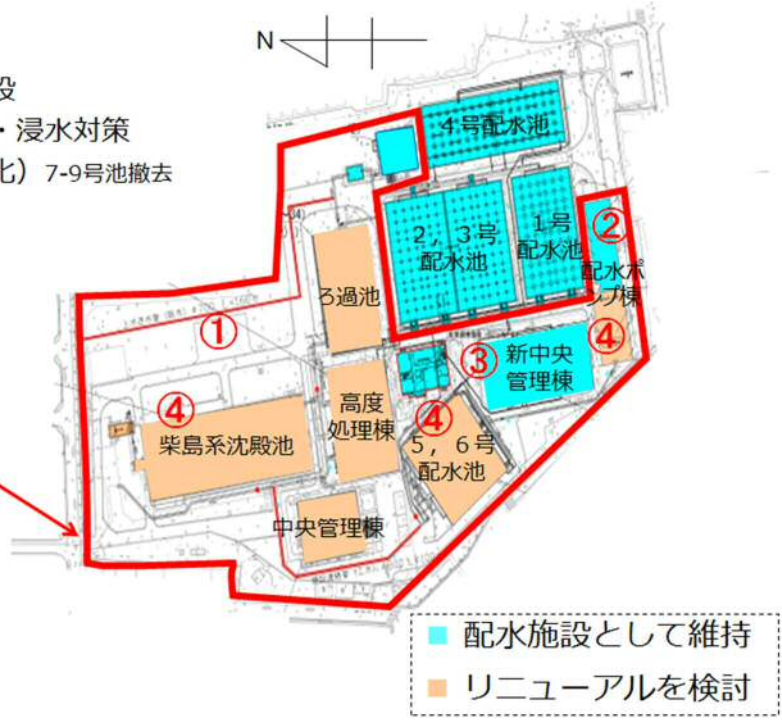 N
設
・浸水対策
化）7-9号池撤去
4号配水池
2，3号
配水池
1号
配水池
②
配水ポ
ンプ棟
ろ過池
①
③
新中央
管理棟
④
高度
処理棟
④
5，6号
配水池
④
柴島系沈殿池
中央管理棟
配水施設として維持
リニューアルを検討